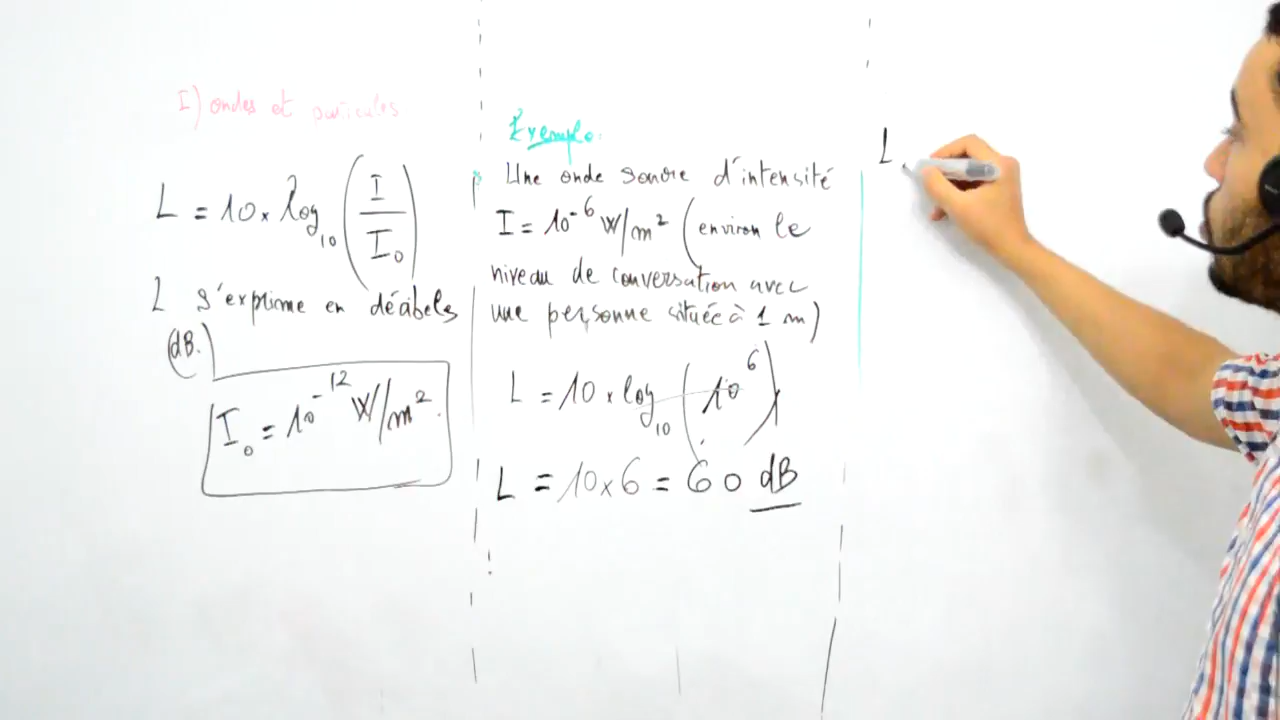 I) ondes et particules
L = 10 × log₁₀ (I / I₀)
L s'exprime en décibels
(dB.)
I₀ = 10⁻¹² W/m².
Exemple:
Une onde sonore d'intensité
I = 10⁻⁶ W/m² (environ le
niveau de conversation avec
une personne située à 1 m)
L = 10 × log₁₀ (10⁶)
L = 10 × 6 = 60 dB
L